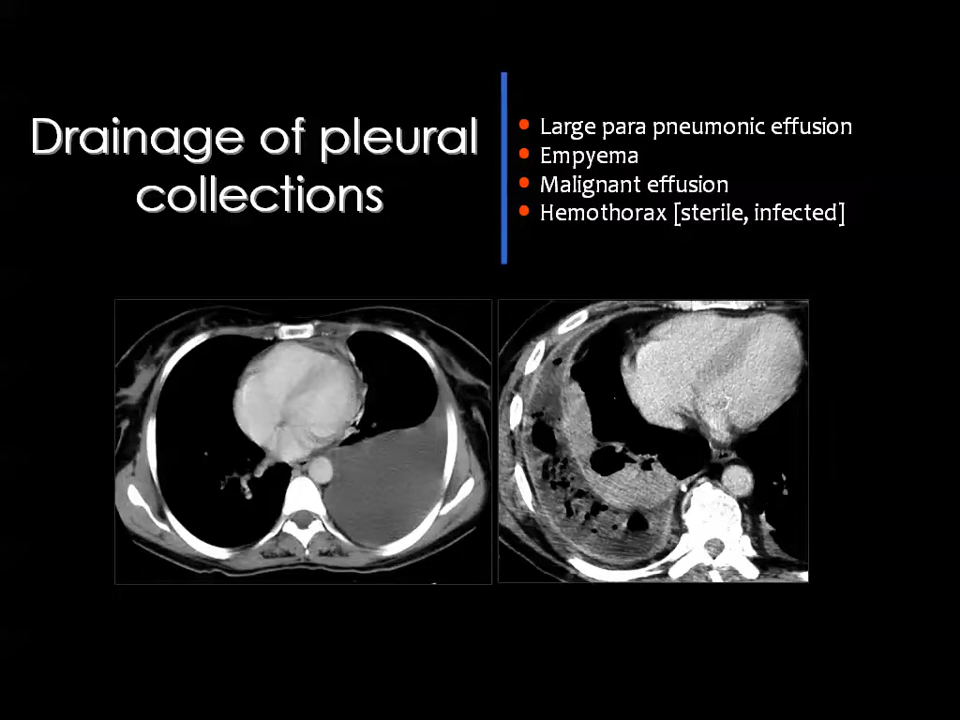 Drainage of pleural
collections
• Large para pneumonic effusion
• Empyema
• Malignant effusion
• Hemothorax [sterile, infected]